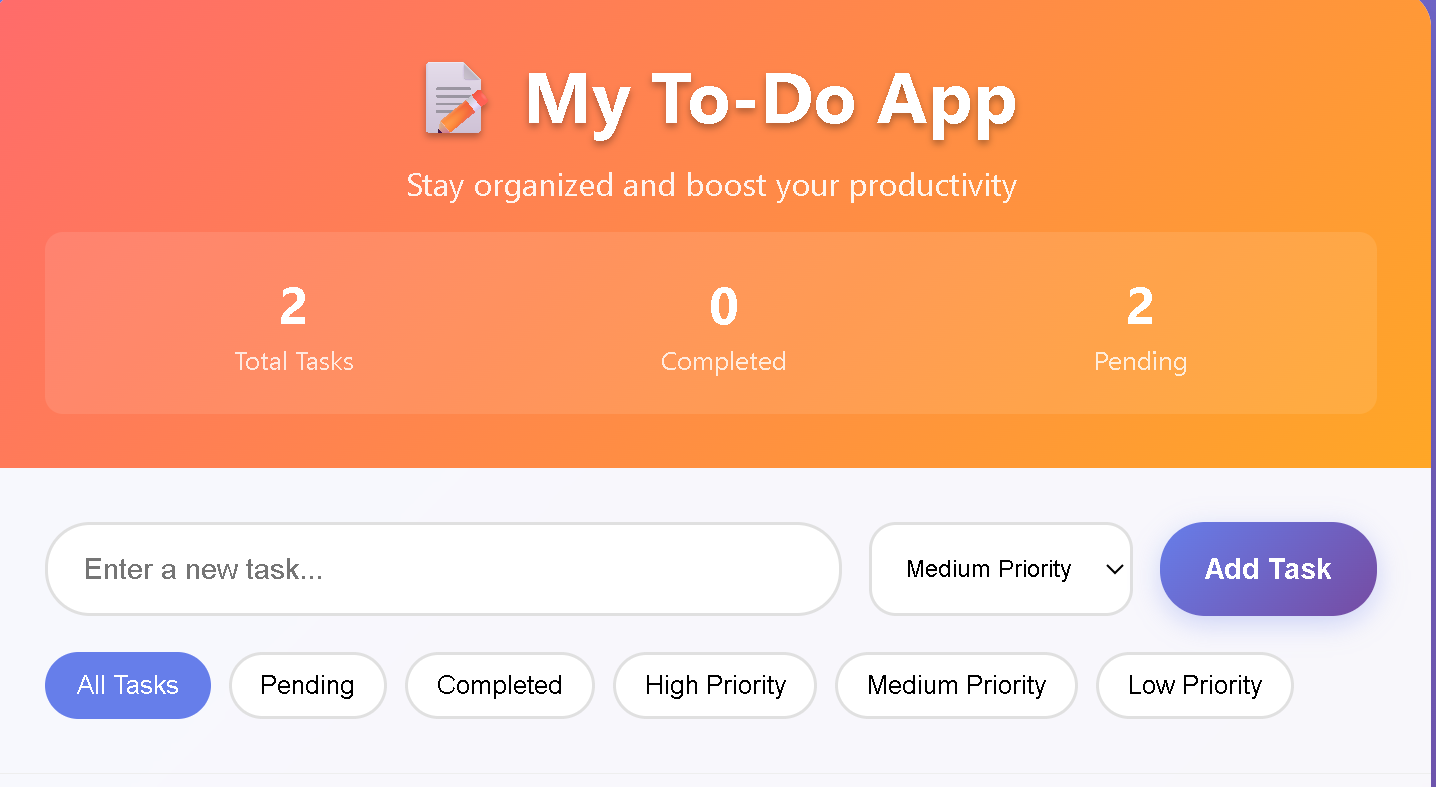 My To-Do App
Stay organized and boost your productivity
2
Total Tasks
0
Completed
2
Pending
Enter a new task...
Medium Priority
Add Task
All Tasks
Pending
Completed
High Priority
Medium Priority
Low Priority